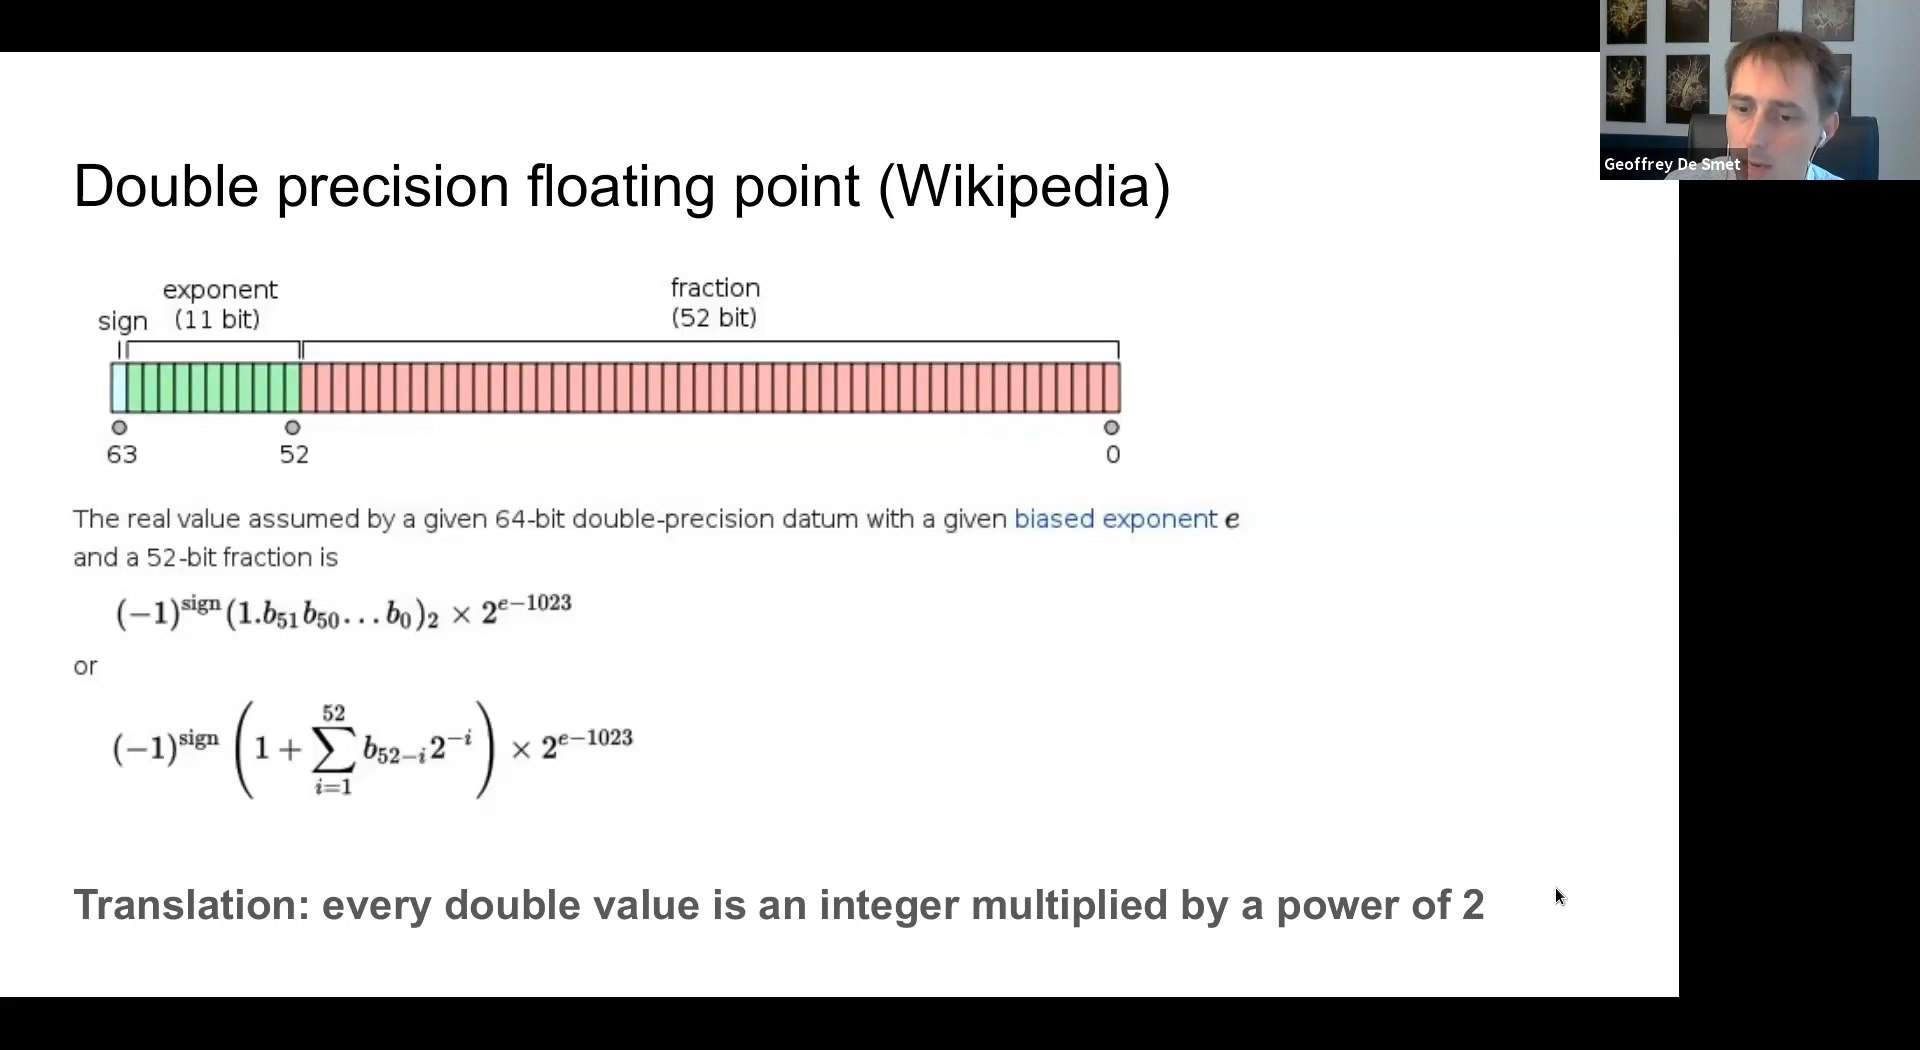 Geoffrey De Smet
Double precision floating point (Wikipedia)
exponent
(11 bit)
sign
fraction
(52 bit)
63 52 0
The real value assumed by a given 64-bit double-precision datum with a given biased exponent e
and a 52-bit fraction is
(−1)^sign (1.b₅₁b₅₀…b₀)₂ × 2^(e−1023)
or
(−1)^sign (1 + ∑_{i=1}^{52} b_{52−i} 2^{−i}) × 2^(e−1023)
Translation: every double value is an integer multiplied by a power of 2